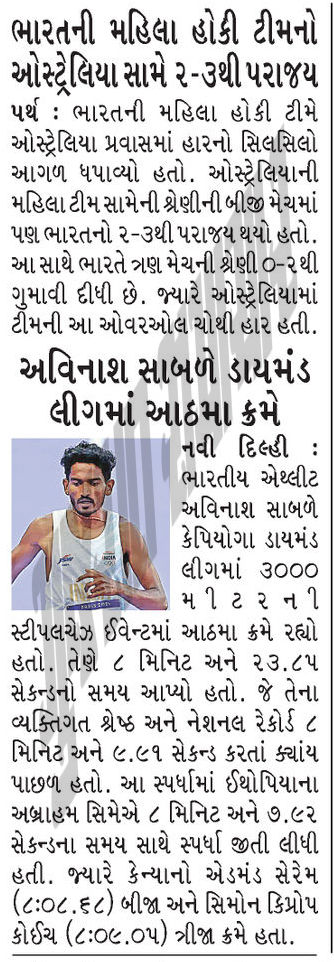 ભારતની મહિલા હોકી ટીમનો
ઓસ્ટ્રેલિયા સામે ૨-૩થી પરાજય
પર્થ : ભારતની મહિલા હોકી ટીમે
ઓસ્ટ્રેલિયા પ્રવાસમાં હારનો સિલસિલો
આગળ ધપાવ્યો હતો. ઓસ્ટ્રેલિયાની
મહિલા ટીમ સામેની શ્રેણીની બીજી મેચમાં
પણ ભારતનો ૨-૩થી પરાજય થયો હતો.
આ સાથે ભારતે ત્રણ મેચની શ્રેણી ૦-૨થી
ગુમાવી દીધી છે. જ્યારે ઓસ્ટ્રેલિયામાં
ટીમની આ ઓવરઓલ ચોથી હાર હતી.
અવિનાશ સાબળે ડાયમંડ
લીગમાં આઠમા ક્રમે
નવી દિલ્હી :
ભારતીય એથ્લીટ
અવિનાશ સાબળે
કેપિયોગા ડાયમંડ
લીગમાં ૩૦૦૦
મીટરની
સ્ટીપલચેઝ ઈવેન્ટમાં આઠમા ક્રમે રહ્યો
હતો. તેણે ૮ મિનિટ અને ૨૩.૮૫
સેકન્ડનો સમય આપ્યો હતો. જે તેના
વ્યક્તિગત શ્રેષ્ઠ અને નેશનલ રેકોર્ડ ૮
મિનિટ અને ૯.૯૧ સેકન્ડ કરતાં ક્યાંય
પાછળ હતો. આ સ્પર્ધામાં ઈથોપિયાના
અબ્રાહમ સિમેએ ૮ મિનિટ અને ૭.૯૨
સેકન્ડના સમય સાથે સ્પર્ધા જીતી લીધી
હતી. જ્યારે કેન્યાનો એડમંડ સેરેમ
(૮:૦૮.૬૮) બીજા અને સિમોન કિપ્રોપ
કોઈચ (૮:૦૯.૦૫) ત્રીજા ક્રમે હતા.